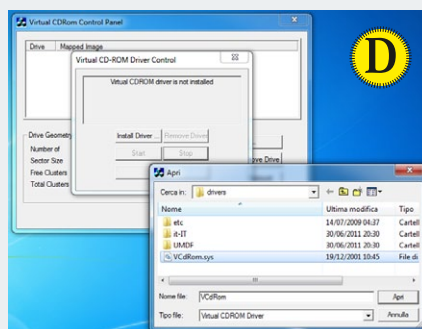 Virtual CDRom Control Panel
Drive Mapped Image
Virtual CD-ROM Driver Control
Virtual CDROM driver is not installed
D
Drive Geometry
Number of
Sector Size
Free Clusters
Total Clusters
Install Driver ... Remove Driver
Start Stop
ve Drive
Apri
Cerca in: drivers
Nome Ultima modifica Tipo
etc 14/07/2009 04:37 Cartell
it-IT 30/06/2011 20:30 Cartell
UMDF 30/06/2011 20:30 Cartell
VCdRom.sys 19/12/2001 10:45 File di
Nome file: VCdRom Apri
Tipo file: Virtual CDROM Driver Annulla